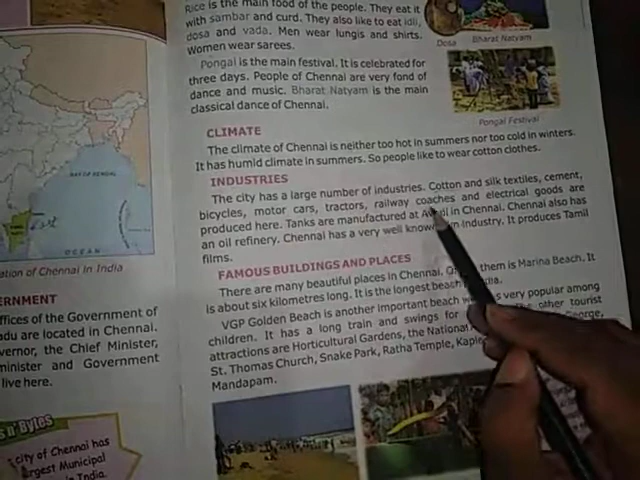 Rice is the main food of the people. They eat it
with sambar and curd. They also like to eat idli,
dosa and vada. Men wear lungis and shirts.
Women wear sarees.
Pongal is the main festival. It is celebrated for
three days. People of Chennai are very fond of
dance and music. Bharat Natyam is the main
classical dance of Chennai.
Dosa Bharat Natyam
Pongal Festival
CLIMATE
The climate of Chennai is neither too hot in summers nor too cold in winters.
It has humid climate in summers. So people like to wear cotton clothes.
INDUSTRIES
The city has a large number of industries. Cotton and silk textiles, cement,
bicycles, motor cars, tractors, railway coaches and electrical goods are
produced here. Tanks are manufactured at in Chennai. Chennai also has
an oil refinery. Chennai has a very well known industry. It produces Tamil
films.
FAMOUS BUILDINGS AND PLACES
There are many beautiful places in Chennai. them is Marina Beach. It
is about six kilometres long. It is the longest beach
VGP Golden Beach is another important beach very popular among
children. It has a long train and swings for other tourist
attractions are Horticultural Gardens, the National George,
St. Thomas Church, Snake Park, Ratha Temple,
Mandapam.
BAY OF BENGAL
OCEAN
ation of Chennai in India
ERNMENT
ffices of the Government of
adu are located in Chennai.
vernor, the Chief Minister,
minister and Government
live here.
s n' Bytes
city of Chennai has
argest Municipal
in India.